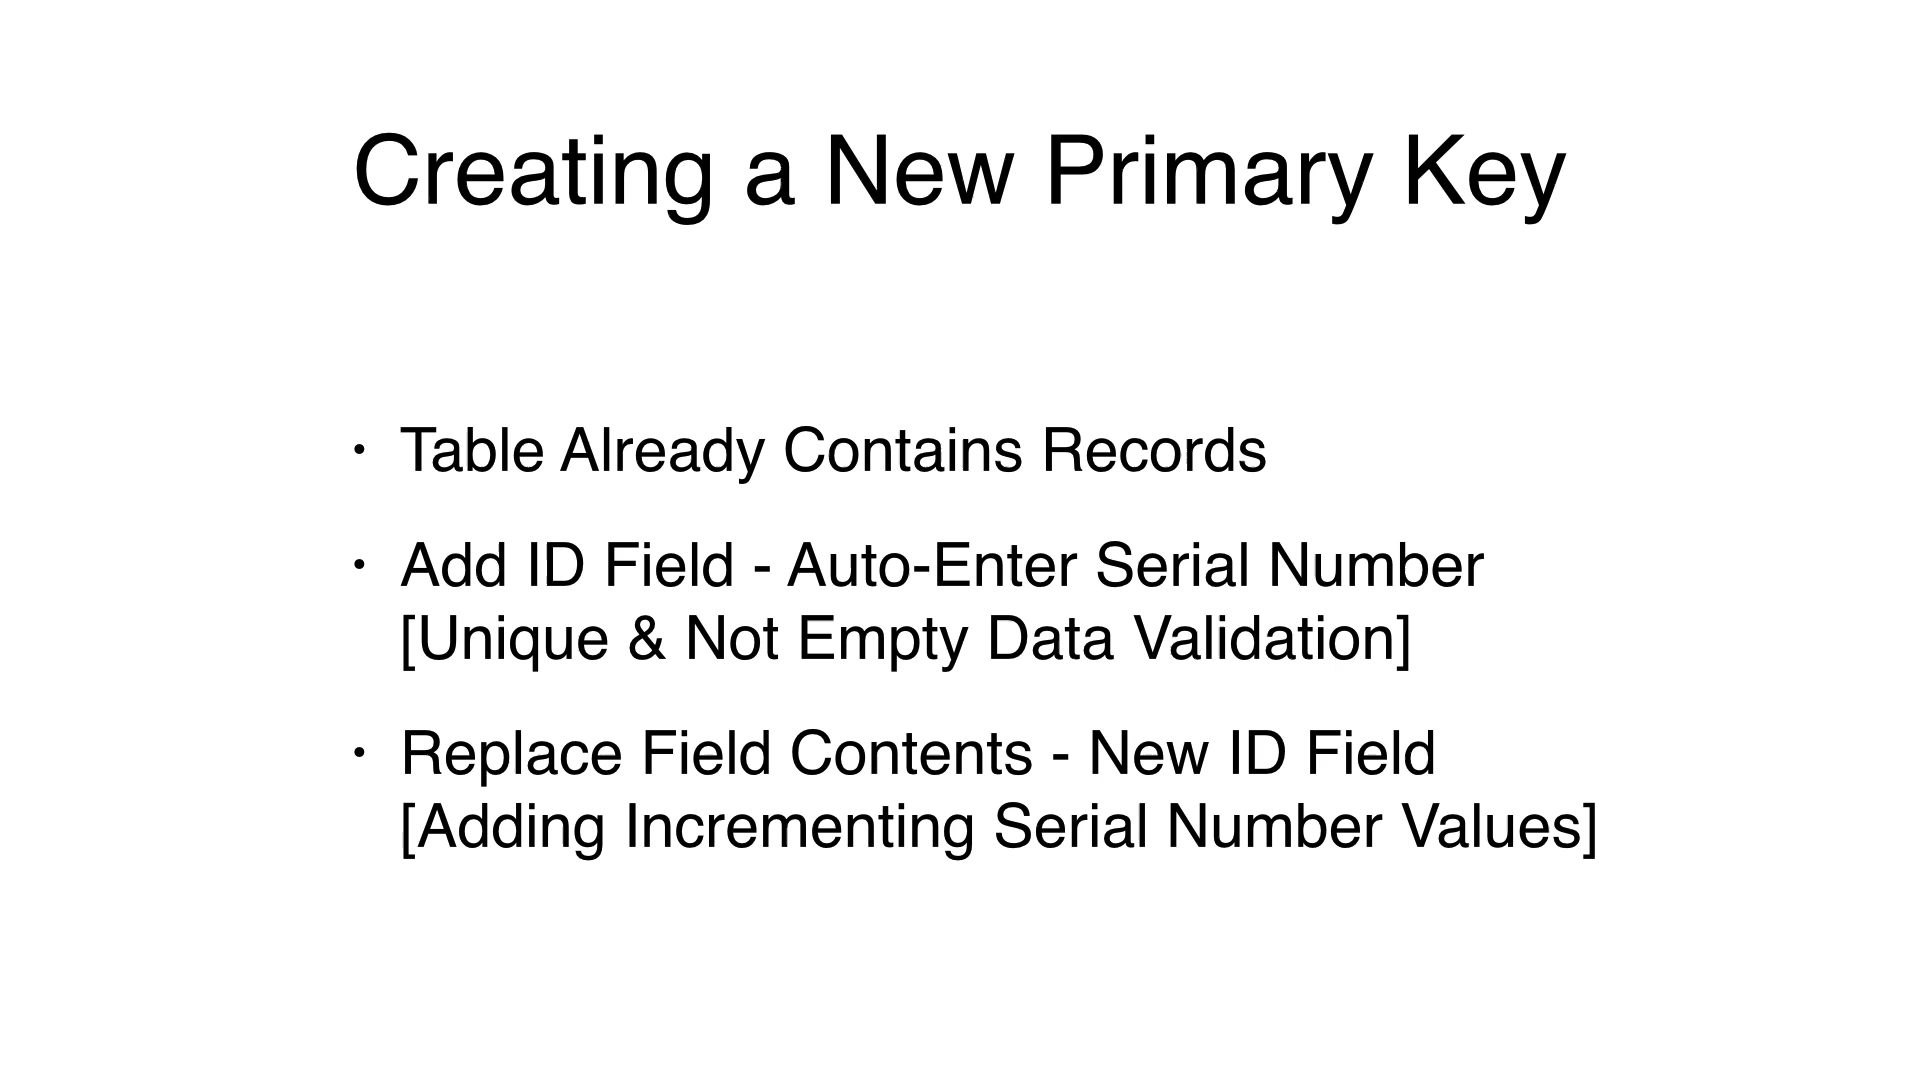 Creating a New Primary Key
• Table Already Contains Records
• Add ID Field - Auto-Enter Serial Number
[Unique & Not Empty Data Validation]
• Replace Field Contents - New ID Field
[Adding Incrementing Serial Number Values]